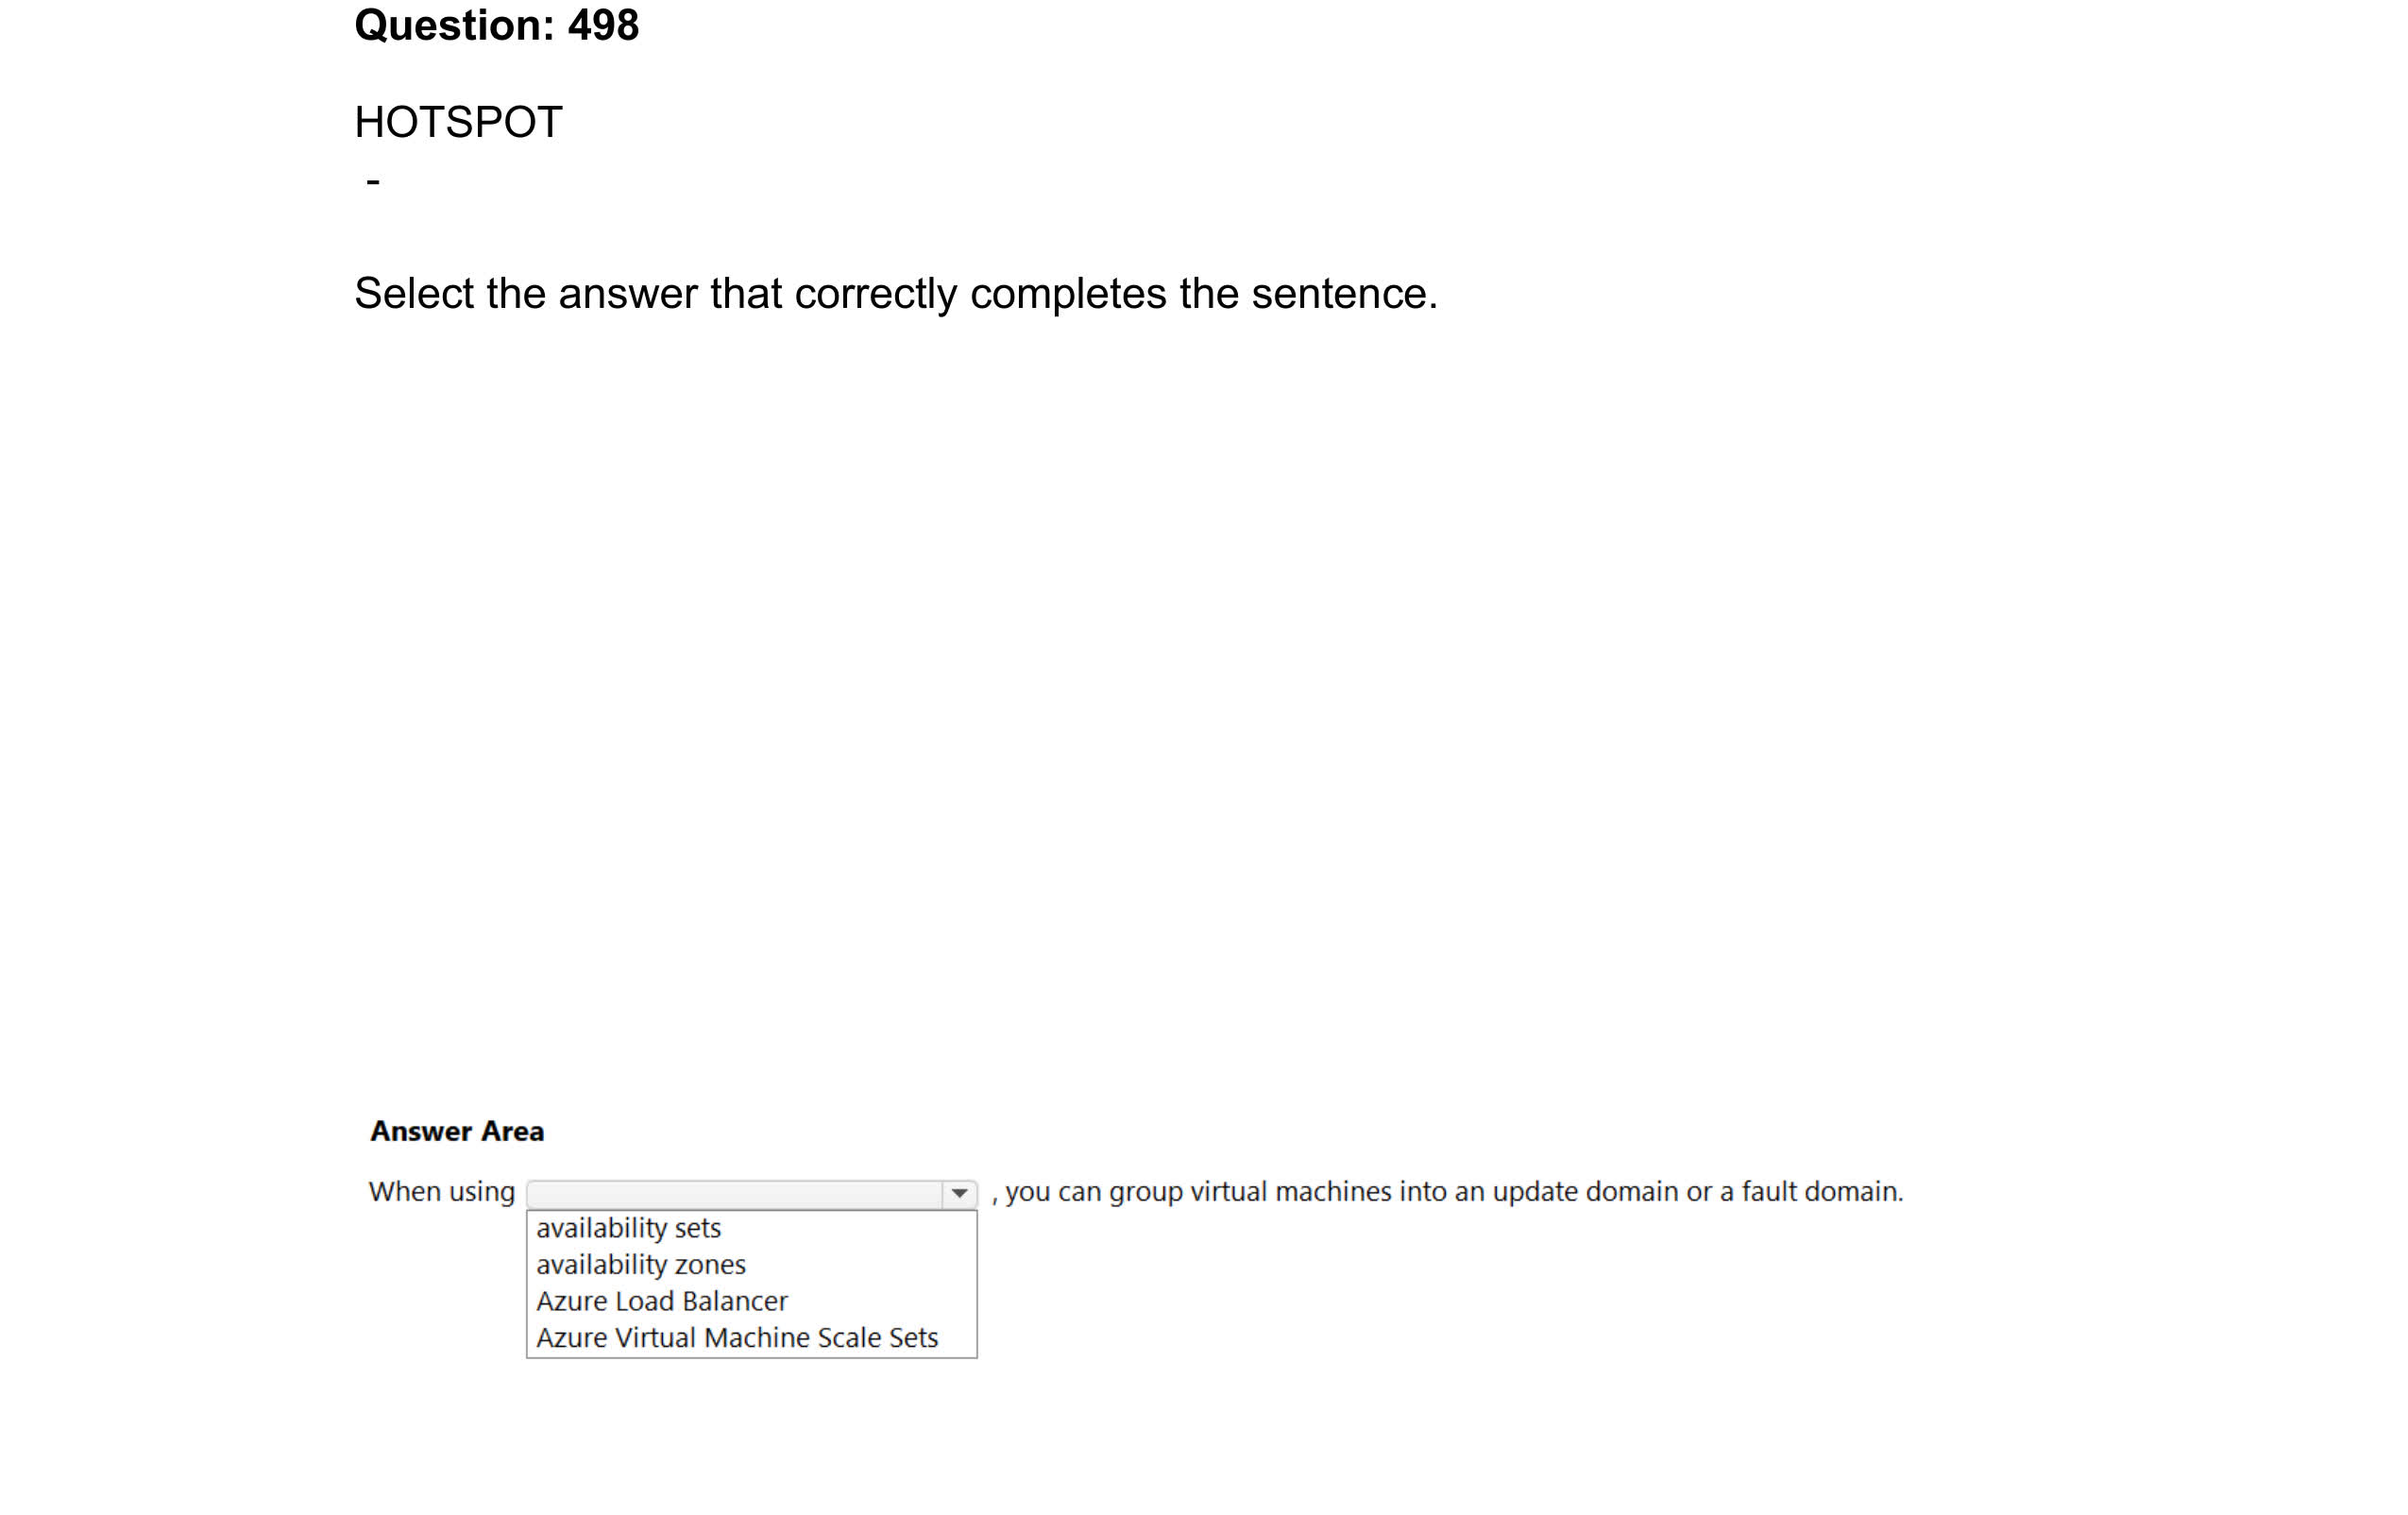 Question: 498
HOTSPOT
-
Select the answer that correctly completes the sentence.
Answer Area
When using , you can group virtual machines into an update domain or a fault domain.
availability sets
availability zones
Azure Load Balancer
Azure Virtual Machine Scale Sets